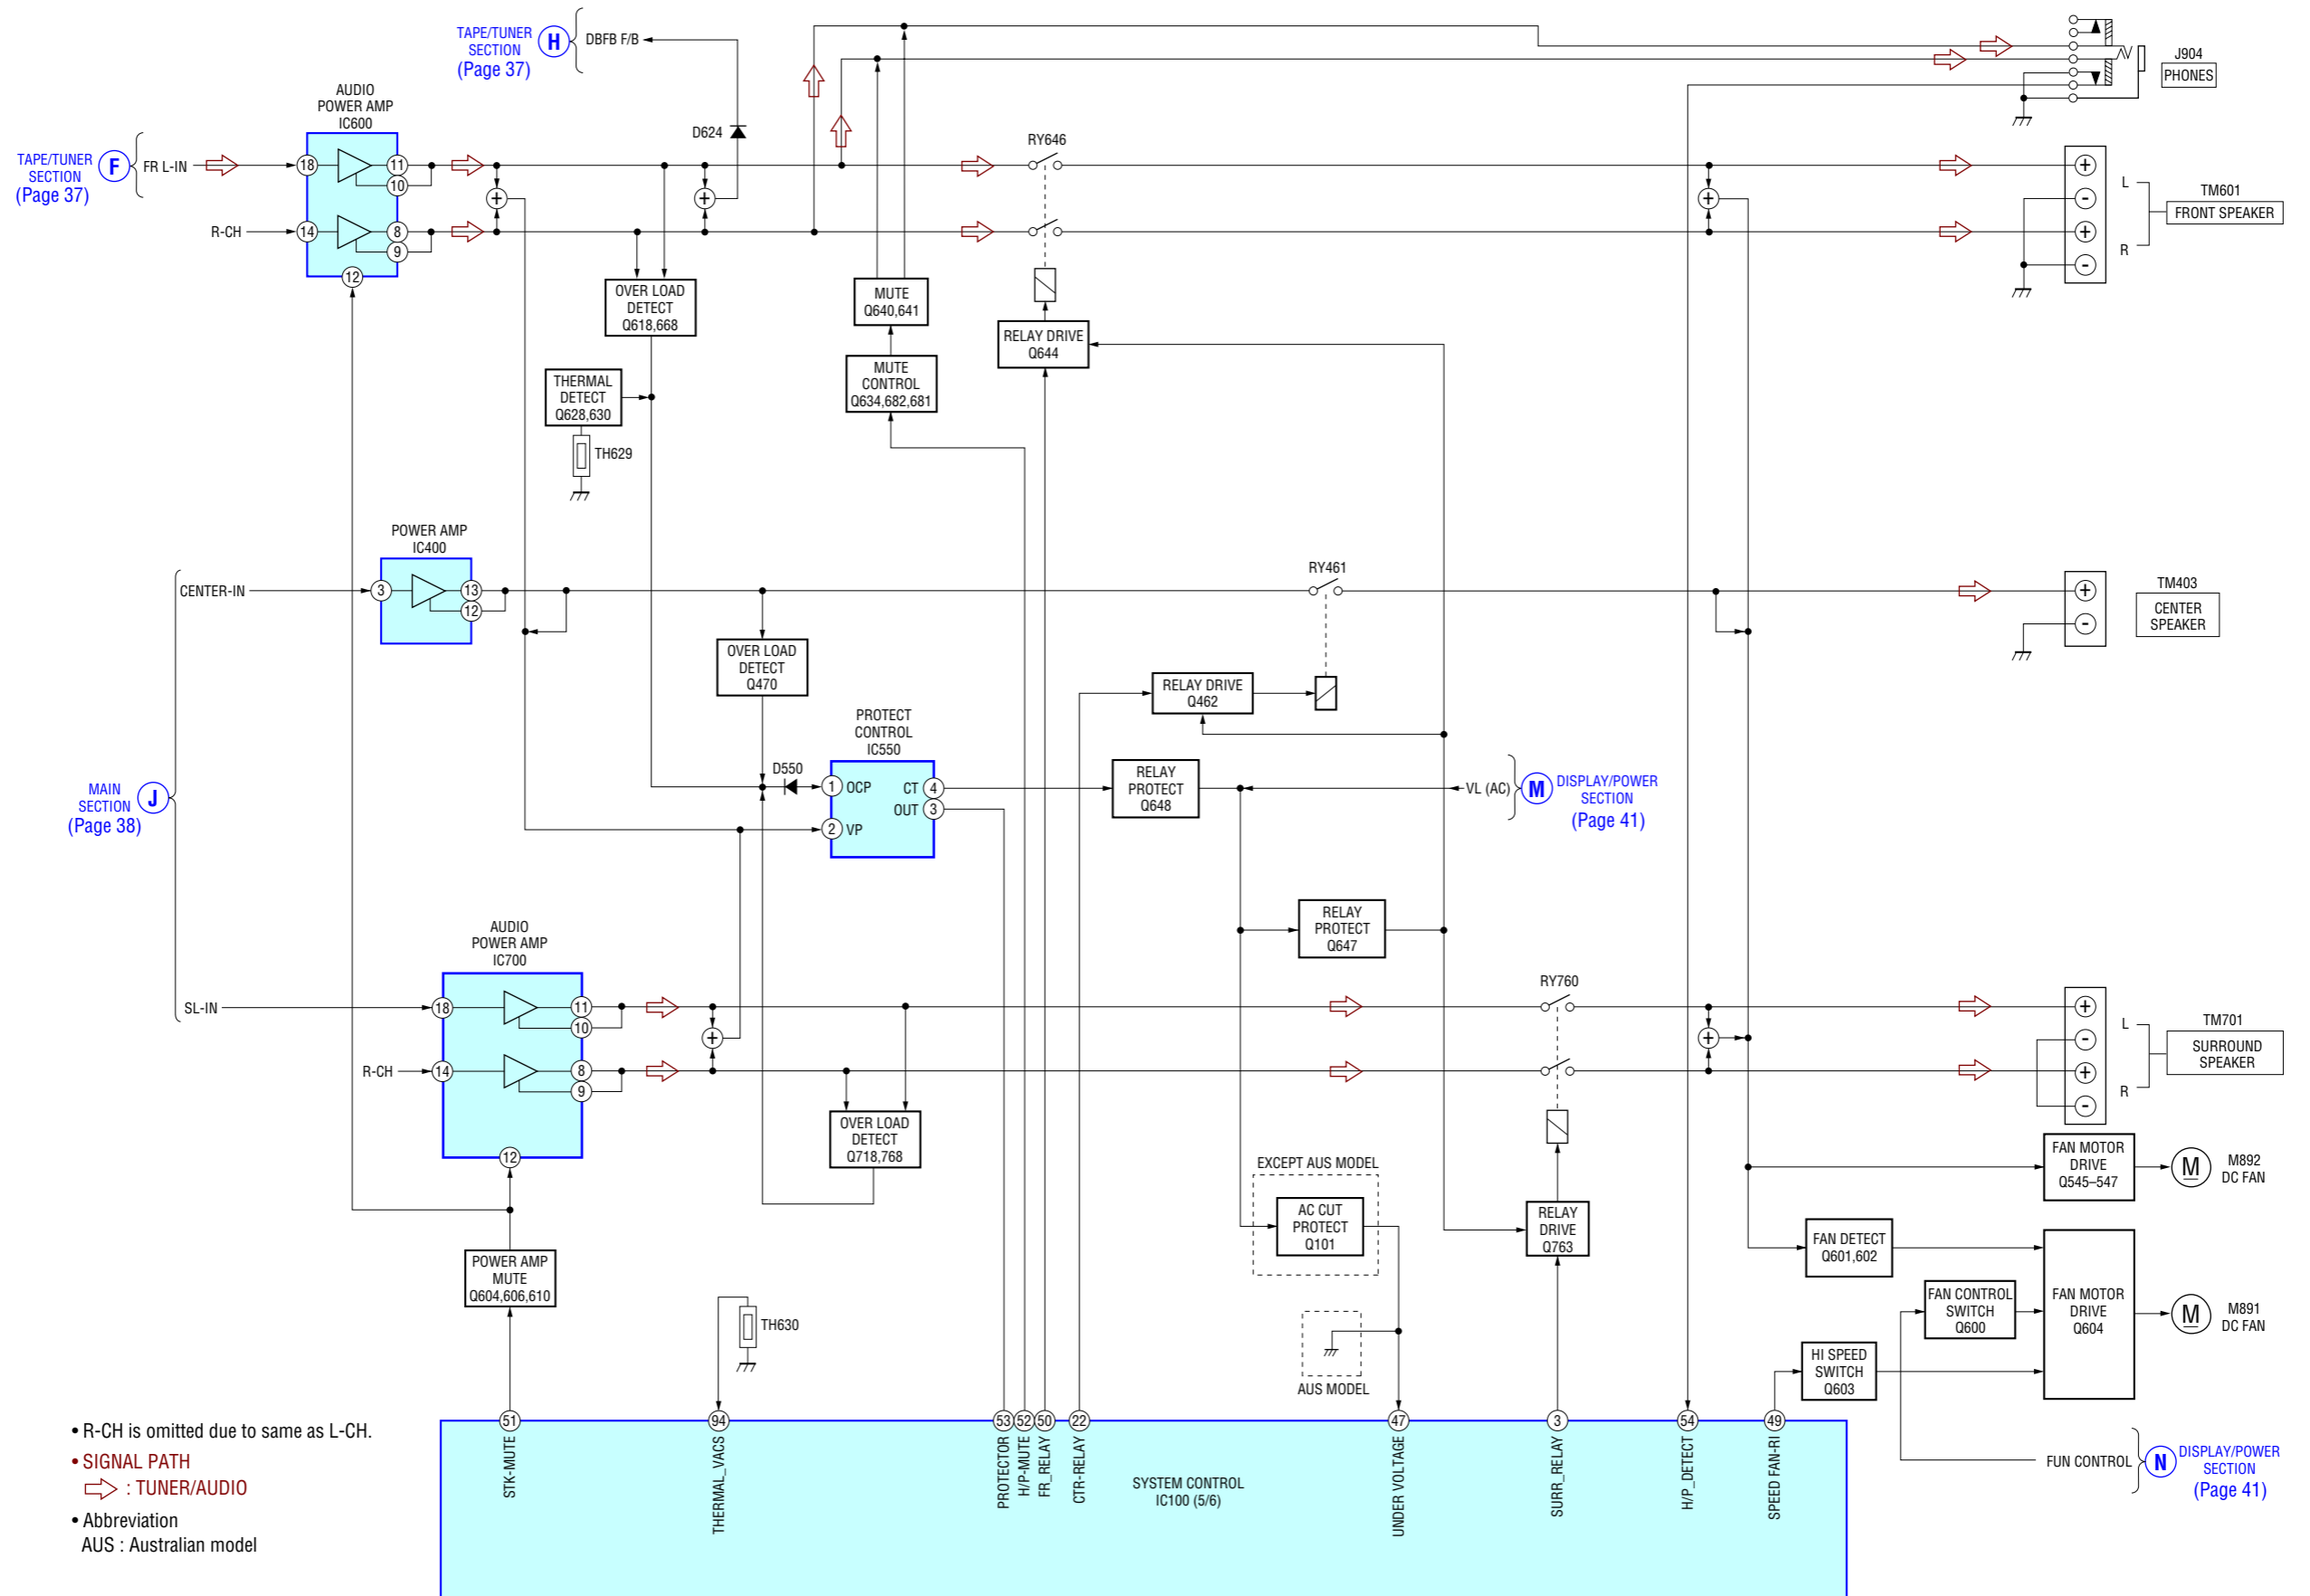 TAPE/TUNER
SECTION
(Page 37)
H
DBFB F/B
J904
PHONES
AUDIO
POWER AMP
IC600
D624
RY646
TAPE/TUNER
SECTION
(Page 37)
F
FR L-IN
18
11
10
+
+
+
+
L
TM601
FRONT SPEAKER
-
R-CH
14
8
9
+
R
-
12
OVER LOAD
DETECT
Q618,668
MUTE
Q640,641
RELAY DRIVE
Q644
THERMAL
DETECT
Q628,630
MUTE
CONTROL
Q634,682,681
TH629
POWER AMP
IC400
RY461
CENTER-IN
3
13
12
+
-
TM403
CENTER
SPEAKER
OVER LOAD
DETECT
Q470
RELAY DRIVE
Q462
PROTECT
CONTROL
IC550
D550
1 OCP
CT 4
OUT 3
2 VP
RELAY
PROTECT
Q648
VL (AC)
M
DISPLAY/POWER
SECTION
(Page 41)
MAIN
SECTION
(Page 38)
J
RELAY
PROTECT
Q647
AUDIO
POWER AMP
IC700
RY760
SL-IN
18
11
10
+
+
+
-
L
TM701
SURROUND
SPEAKER
R-CH
14
8
9
+
R
-
12
OVER LOAD
DETECT
Q718,768
EXCEPT AUS MODEL
AC CUT
PROTECT
Q101
RELAY
DRIVE
Q763
FAN MOTOR
DRIVE
Q545–547
M
M892
DC FAN
FAN DETECT
Q601,602
POWER AMP
MUTE
Q604,606,610
TH630
FAN CONTROL
SWITCH
Q600
FAN MOTOR
DRIVE
Q604
M
M891
DC FAN
HI SPEED
SWITCH
Q603
AUS MODEL
51
94
53
52
50
22
47
3
54
49
STK-MUTE
THERMAL_VACS
PROTECTOR
H/P-MUTE
FR_RELAY
CTR-RELAY
UNDER VOLTAGE
SURR_RELAY
H/P_DETECT
SPEED FAN-RI
SYSTEM CONTROL
IC100 (5/6)
FUN CONTROL
N
DISPLAY/POWER
SECTION
(Page 41)
• R-CH is omitted due to same as L-CH.
• SIGNAL PATH
: TUNER/AUDIO
• Abbreviation
AUS : Australian model